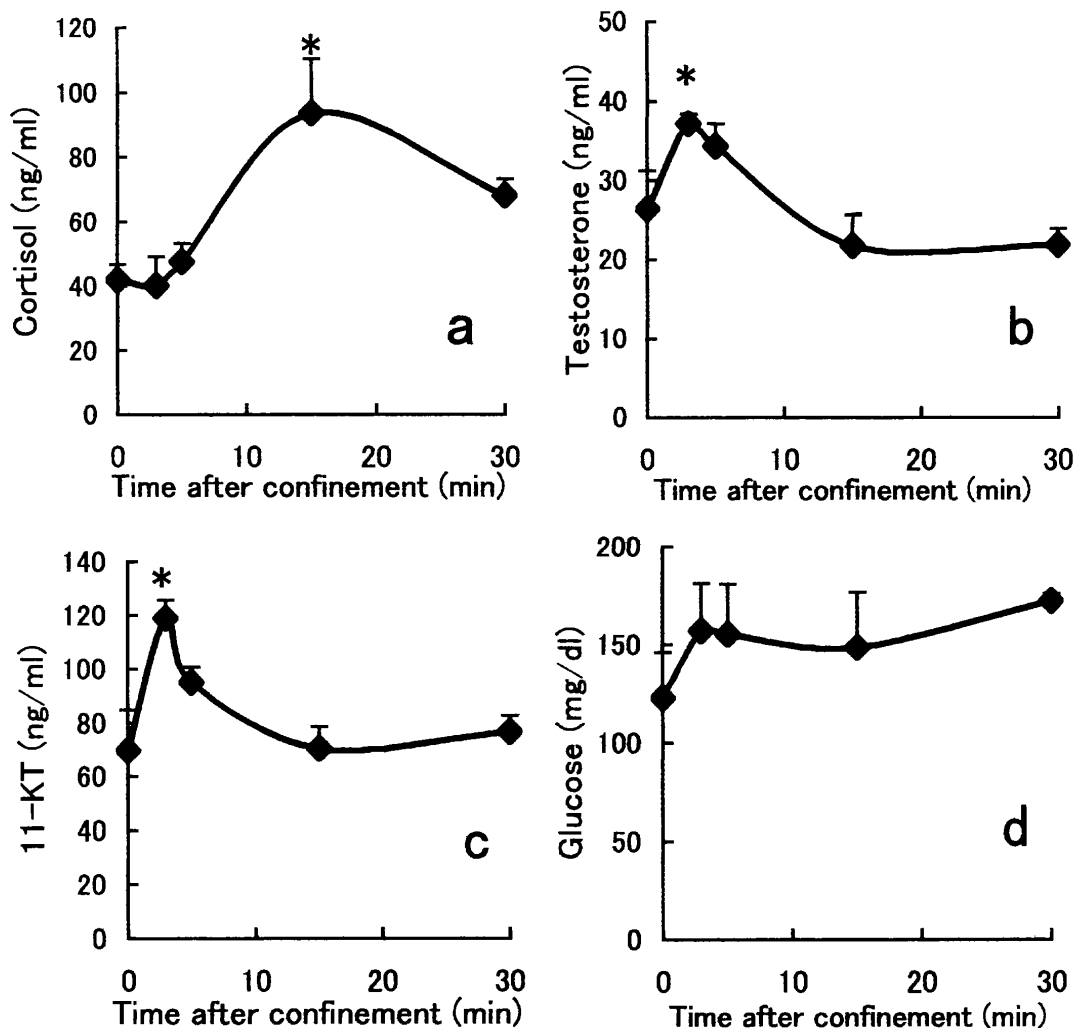 120
100
80
60
40
20
0
Cortisol (ng/ml)
*
a
0 10 20 30
Time after confinement (min)
50
40
30
20
10
0
Testosterone (ng/ml)
*
b
0 10 20 30
Time after confinement (min)
140
120
100
80
60
40
20
0
11-KT (ng/ml)
*
c
0 10 20 30
Time after confinement (min)
200
150
100
50
0
Glucose (mg/dl)
d
0 10 20 30
Time after confinement (min)